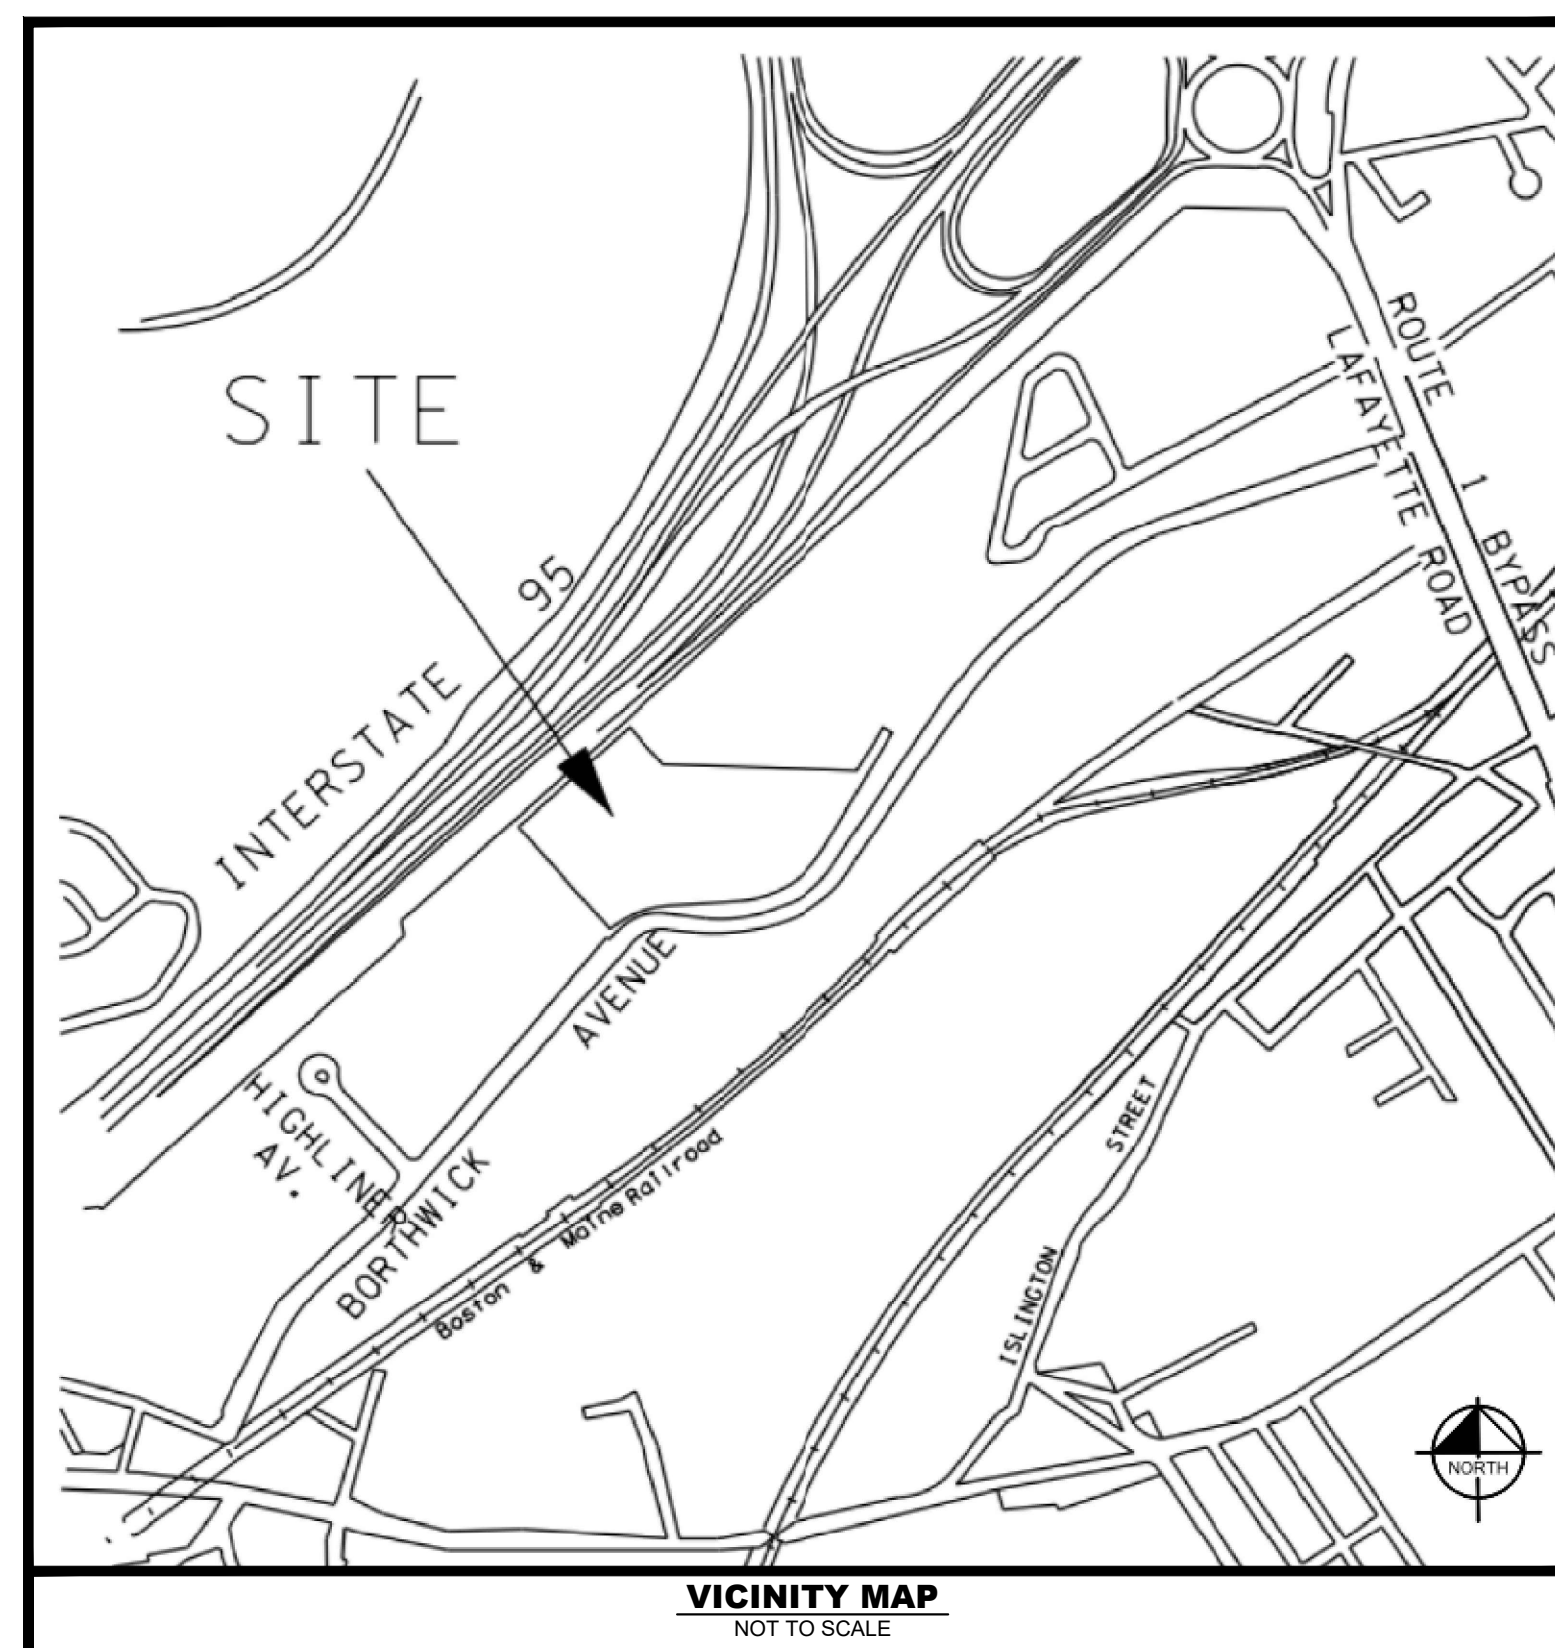 SITE
ROUTE 1 BYPASS
LAFAYETTE ROAD
INTERSTATE 95
AVENUE
HIGHLINER
AV.
BORTHWICK
Boston & Maine Railroad
STREET
ISLINGTON
NORTH
VICINITY MAP
NOT TO SCALE